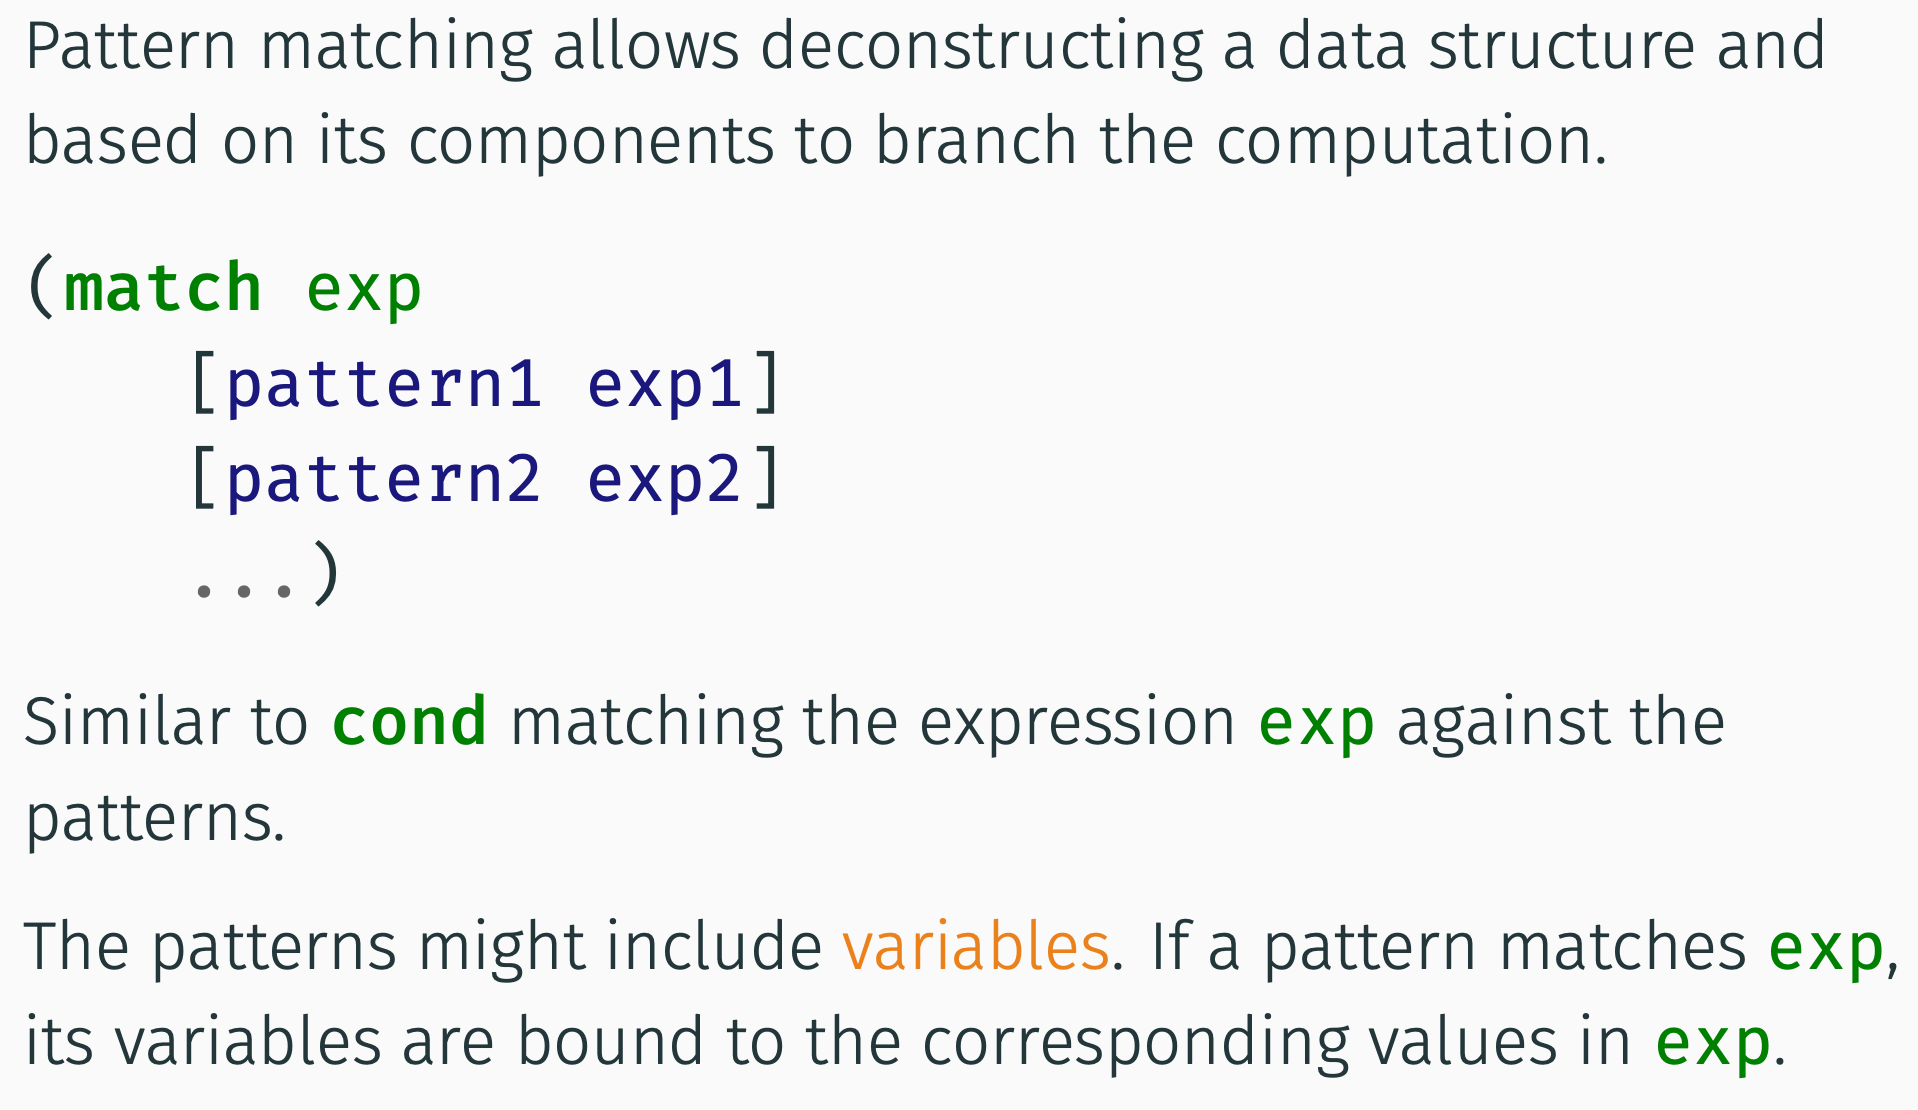 Pattern matching allows deconstructing a data structure and
based on its components to branch the computation.
(match exp
[pattern1 exp1]
[pattern2 exp2]
...)
Similar to cond matching the expression exp against the
patterns.
The patterns might include variables. If a pattern matches exp,
its variables are bound to the corresponding values in exp.